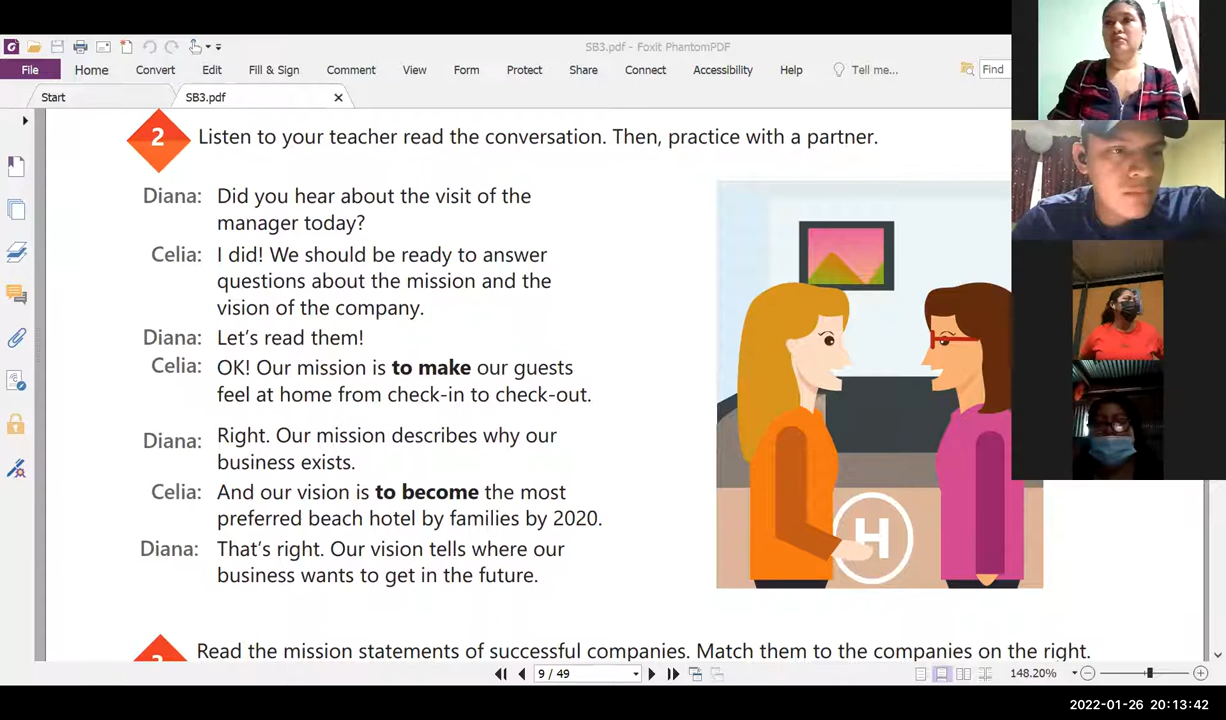 SB3.pdf - Foxit PhantomPDF
File Home Convert Edit Fill & Sign Comment View Form Protect Share Connect Accessibility Help Tell me... Find
Start SB3.pdf
2 Listen to your teacher read the conversation. Then, practice with a partner.
Diana: Did you hear about the visit of the
manager today?
Celia: I did! We should be ready to answer
questions about the mission and the
vision of the company.
Diana: Let's read them!
Celia: OK! Our mission is to make our guests
feel at home from check-in to check-out.
Diana: Right. Our mission describes why our
business exists.
Celia: And our vision is to become the most
preferred beach hotel by families by 2020.
Diana: That's right. Our vision tells where our
business wants to get in the future.
H
3 Read the mission statements of successful companies. Match them to the companies on the right.
9 / 49 148.20%
2022-01-26 20:13:42